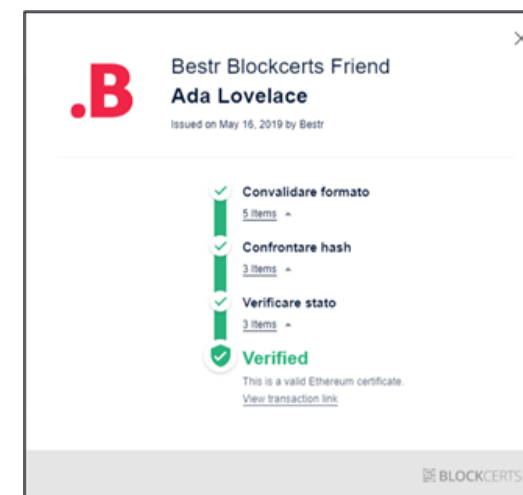 .B
Bestr Blockcerts Friend
Ada Lovelace
Issued on May 16, 2019 by Bestr
Convalidare formato
5 Items
Confrontare hash
3 Items
Verificare stato
3 Items
Verified
This is a valid Ethereum certificate.
View transaction link
BLOCKCERTS